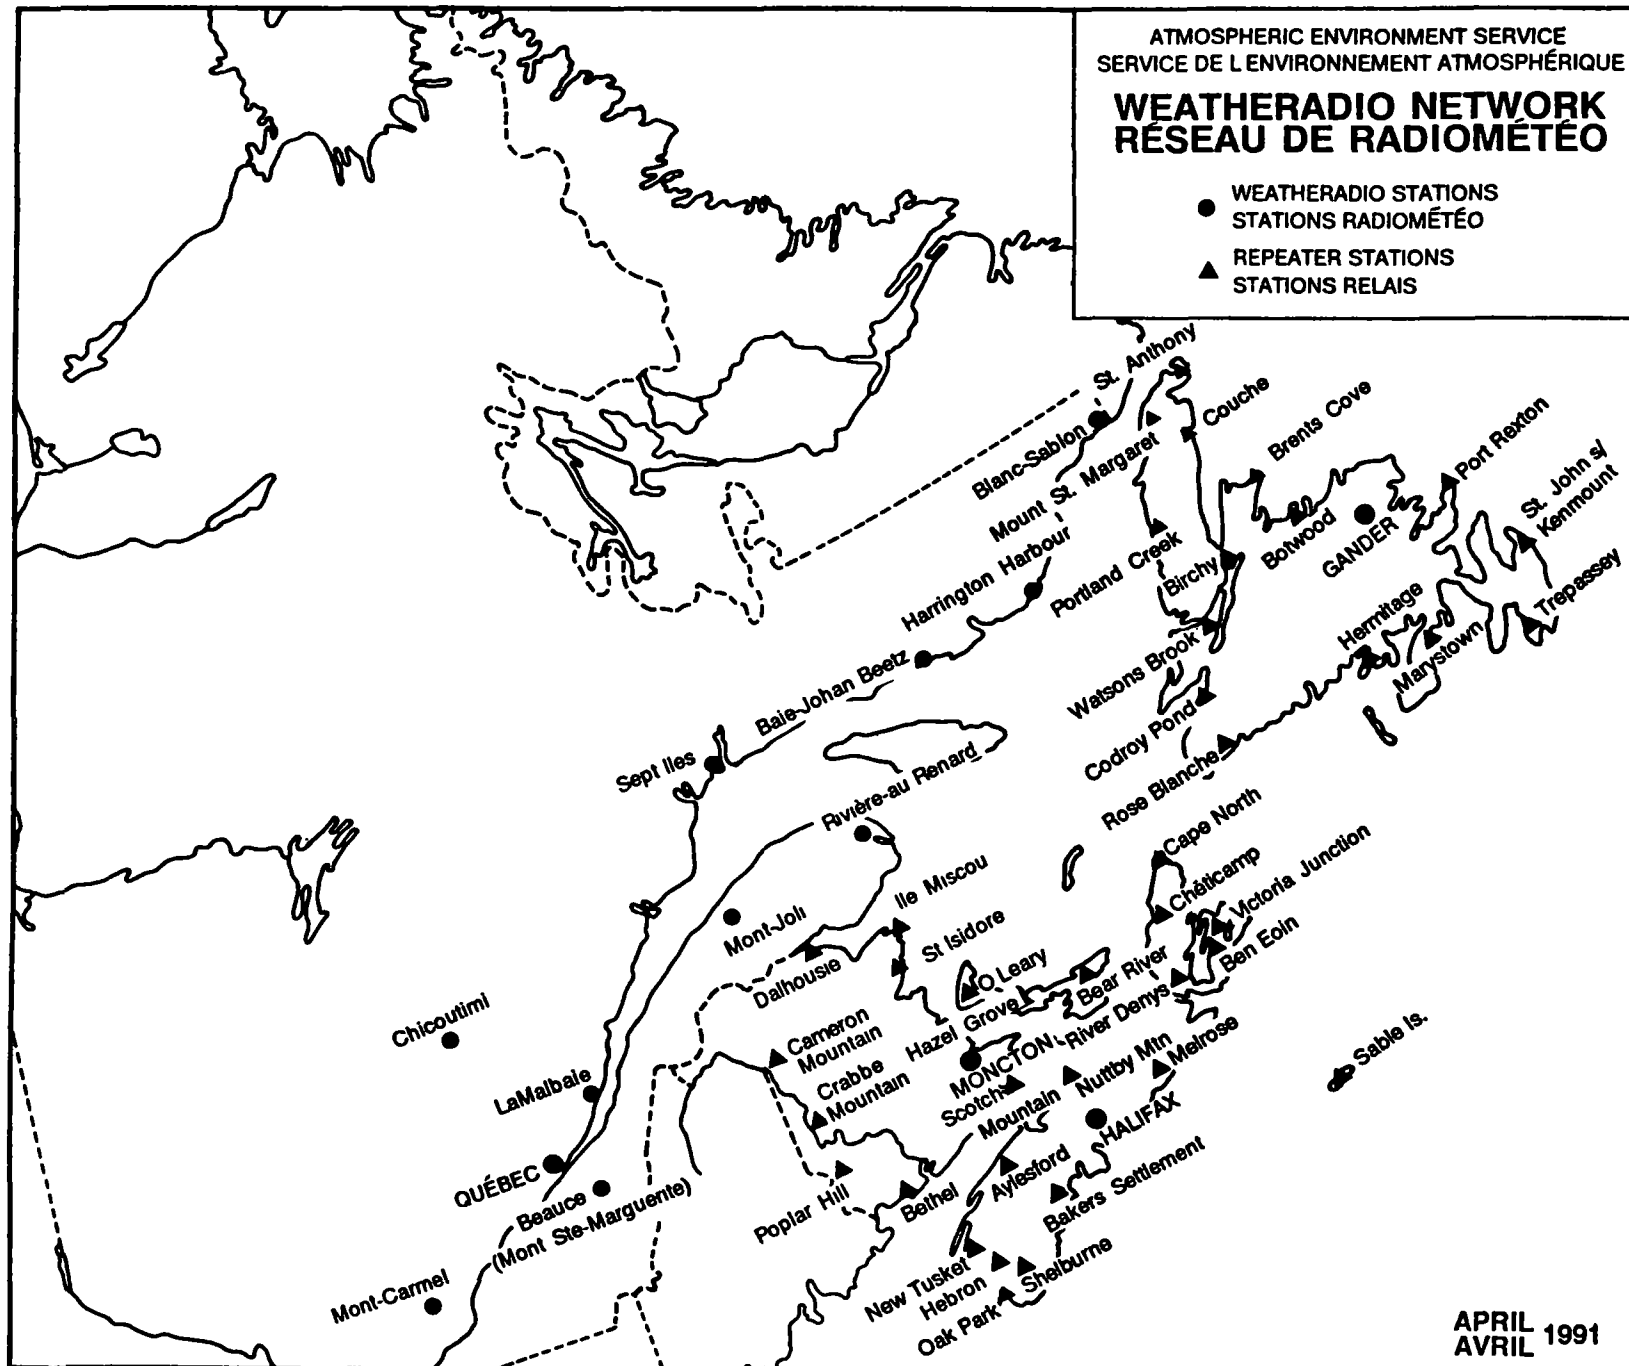 ATMOSPHERIC ENVIRONMENT SERVICE
SERVICE DE L ENVIRONNEMENT ATMOSPHÉRIQUE
WEATHERADIO NETWORK
RÉSEAU DE RADIOMÉTÉO
WEATHERADIO STATIONS
STATIONS RADIOMÉTÉO
REPEATER STATIONS
STATIONS RELAIS
St. Anthony
Couche
Blanc-Sablon
Mount St. Margaret
Brents Cove
Port Rexton
St. John s/
Kenmount
Harrington Harbour
Portland Creek
Birchy
Botwood
GANDER
Trepassey
Hermitage
Marystown
Watsons Brook
Baie-Johan Beetz
Codroy Pond
Sept Iles
Rose Blanche
Rivière-au Renard
Cape North
Chéticamp
Victoria Junction
Ile Miscou
Mont-Joli
St Isidore
Dalhousie
O Leary
Bear River
Ben Eoin
Hazel Grove
River Denys
Chicoutimi
Cameron
Mountain
Crabbe
Mountain
MONCTON
Nuttby Mtn
Melrose
Sable Is.
LaMalbaie
Scotch
Mountain
HALIFAX
QUÉBEC
Beauce
(Mont Ste-Marguerite)
Poplar Hill
Bethel
Aylesford
Bakers Settlement
New Tusket
Hebron
Shelburne
Oak Park
Mont-Carmel
APRIL
AVRIL 1991